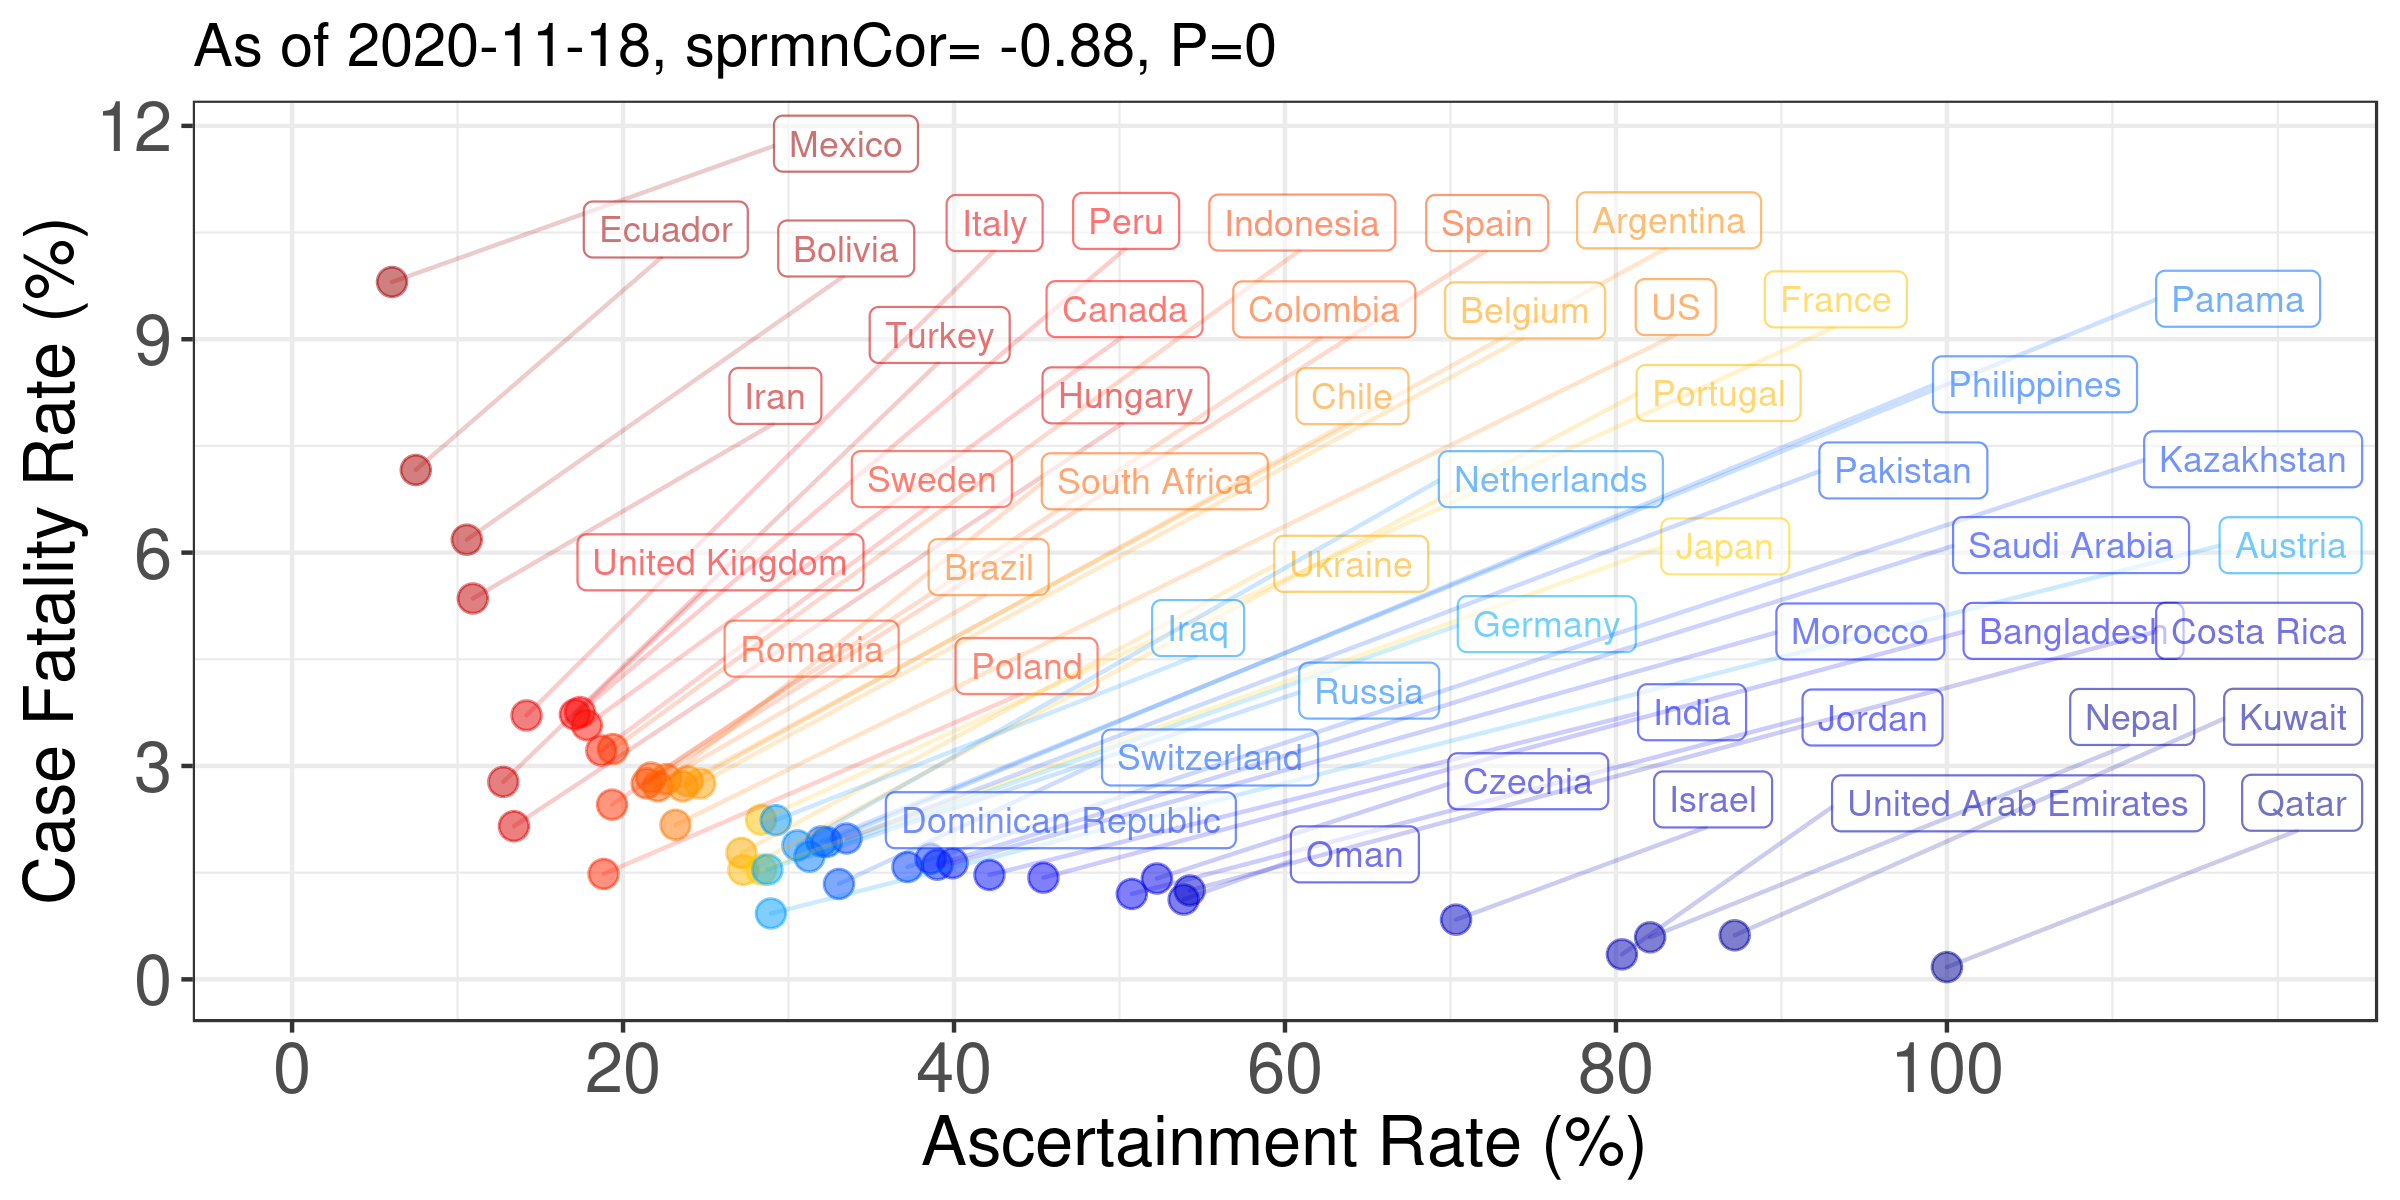 As of 2020-11-18, sprmnCor= -0.88, P=0
Case Fatality Rate (%)
12
9
6
3
0
Mexico
Ecuador
Bolivia
Italy
Peru
Indonesia
Spain
Argentina
Turkey
Canada
Colombia
Belgium
US
France
Panama
Iran
Hungary
Chile
Portugal
Philippines
Sweden
South Africa
Netherlands
Pakistan
Kazakhstan
United Kingdom
Brazil
Ukraine
Japan
Saudi Arabia
Austria
Romania
Poland
Iraq
Germany
Morocco
Bangladesh
Costa Rica
Russia
India
Jordan
Nepal
Kuwait
Switzerland
Czechia
Israel
United Arab Emirates
Qatar
Dominican Republic
Oman
0
20
40
60
80
100
Ascertainment Rate (%)